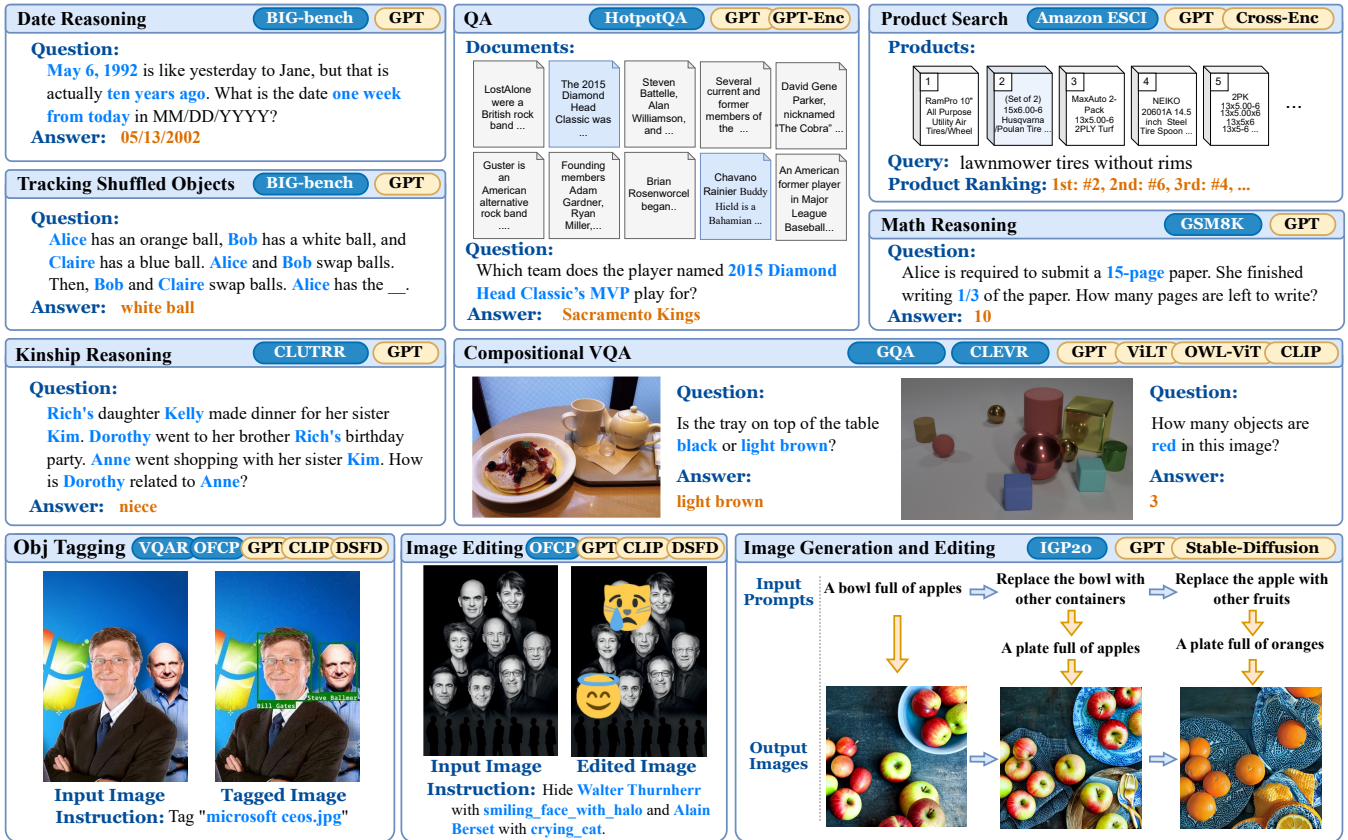 Date Reasoning
BIG-bench
GPT
Question:
May 6, 1992 is like yesterday to Jane, but that is
actually ten years ago. What is the date one week
from today in MM/DD/YYYY?
Answer: 05/13/2002
Tracking Shuffled Objects
BIG-bench
GPT
Question:
Alice has an orange ball, Bob has a white ball, and
Claire has a blue ball. Alice and Bob swap balls.
Then, Bob and Claire swap balls. Alice has the __.
Answer: white ball
Kinship Reasoning
CLUTRR
GPT
Question:
Rich's daughter Kelly made dinner for her sister
Kim. Dorothy went to her brother Rich's birthday
party. Anne went shopping with her sister Kim. How
is Dorothy related to Anne?
Answer: niece
QA
HotpotQA
GPT
GPT-Enc
Documents:
LostAlone
were a
British rock
band ...
The 2015
Diamond
Head
Classic was
...
Steven
Battelle,
Alan
Williamson,
and ...
Several
current and
former
members of
the ...
David Gene
Parker,
nicknamed
"The Cobra" ...
Guster is
an
American
alternative
rock band
....
Founding
members
Adam
Gardner,
Ryan
Miller,...
Brian
Rosenworcel
began..
Chavano
Rainier Buddy
Hield is a
Bahamian ...
An American
former player
in Major
League
Baseball...
Question:
Which team does the player named 2015 Diamond
Head Classic's MVP play for?
Answer: Sacramento Kings
Product Search
Amazon ESCI
GPT
Cross-Enc
Products:
1
RamPro 10"
All Purpose
Utility Air
Tires/Wheel
2
(Set of 2)
15x6.00-6
Husqvarna
/Poulan Tire ...
3
MaxAuto 2-
Pack
13x5.00-6
2PLY Turf
4
NEIKO
20601A 14.5
inch Steel
Tire Spoon ...
5
2PK
13x5.00-6
13x5.00x6
13x5x6
13x5-6 ...
...
Query: lawnmower tires without rims
Product Ranking: 1st: #2, 2nd: #6, 3rd: #4, ...
Math Reasoning
GSM8K
GPT
Question:
Alice is required to submit a 15-page paper. She finished
writing 1/3 of the paper. How many pages are left to write?
Answer: 10
Compositional VQA
GQA
CLEVR
GPT
ViLT
OWL-ViT
CLIP
Question:
Is the tray on top of the table
black or light brown?
Answer:
light brown
Question:
How many objects are
red in this image?
Answer:
3
Obj Tagging
VQAR
OFCP
GPT
CLIP
DSFD
Bill Gates
Steve Ballmer
Input Image
Tagged Image
Instruction: Tag "microsoft ceos.jpg"
Image Editing
OFCP
GPT
CLIP
DSFD
Input Image
Edited Image
Instruction: Hide Walter Thurnherr
with smiling_face_with_halo and Alain
Berset with crying_cat.
Image Generation and Editing
IGP20
GPT
Stable-Diffusion
Input
Prompts
A bowl full of apples
Replace the bowl with
other containers
Replace the apple with
other fruits
A plate full of apples
A plate full of oranges
Output
Images